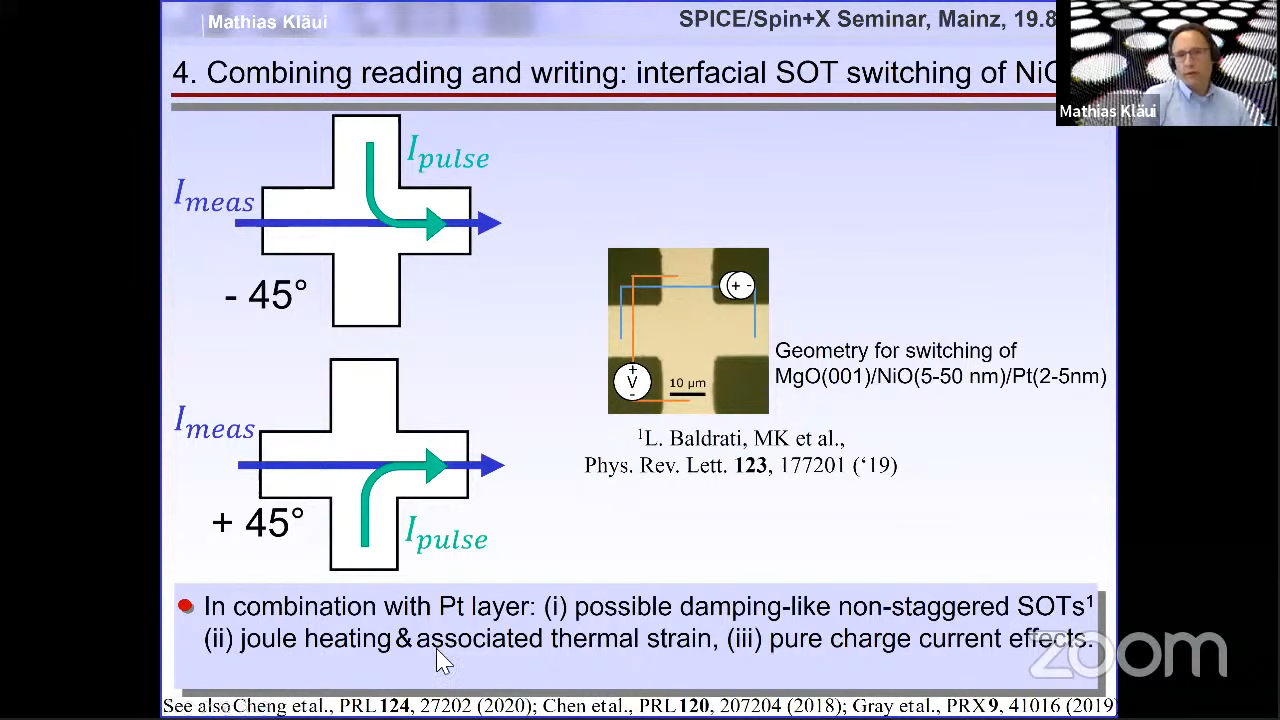 Mathias Kläui
SPICE/Spin+X Seminar, Mainz, 19.8
4. Combining reading and writing: interfacial SOT switching of NiO
Mathias Kläui
I_pulse
I_meas
- 45°
+ -
+
V
-
10 µm
Geometry for switching of
MgO(001)/NiO(5-50 nm)/Pt(2-5nm)
¹L. Baldrati, MK et al.,
Phys. Rev. Lett. 123, 177201 (‘19)
I_meas
+ 45°
I_pulse
In combination with Pt layer: (i) possible damping-like non-staggered SOTs¹
(ii) joule heating & associated thermal strain, (iii) pure charge current effects.
zoom
See also Cheng et al., PRL 124, 27202 (2020); Chen et al., PRL 120, 207204 (2018); Gray et al., PRX 9, 41016 (2019)